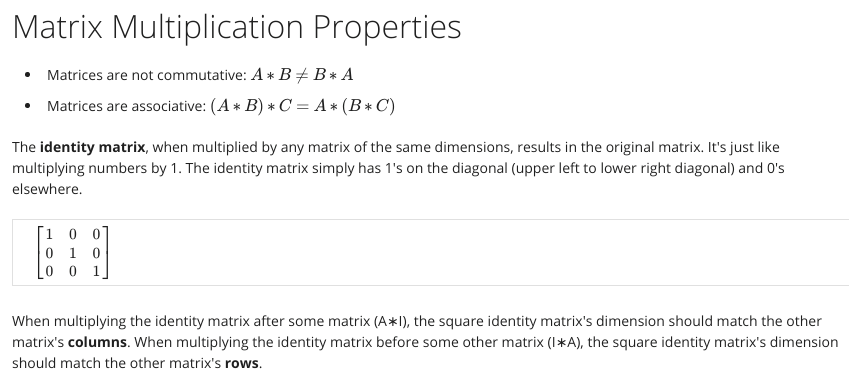 Matrix Multiplication Properties
• Matrices are not commutative: A ∗ B ≠ B ∗ A
• Matrices are associative: (A ∗ B) ∗ C = A ∗ (B ∗ C)
The identity matrix, when multiplied by any matrix of the same dimensions, results in the original matrix. It's just like
multiplying numbers by 1. The identity matrix simply has 1's on the diagonal (upper left to lower right diagonal) and 0's
elsewhere.
1 0 0
0 1 0
0 0 1
When multiplying the identity matrix after some matrix (A∗I), the square identity matrix's dimension should match the other
matrix's columns. When multiplying the identity matrix before some other matrix (I∗A), the square identity matrix's dimension
should match the other matrix's rows.